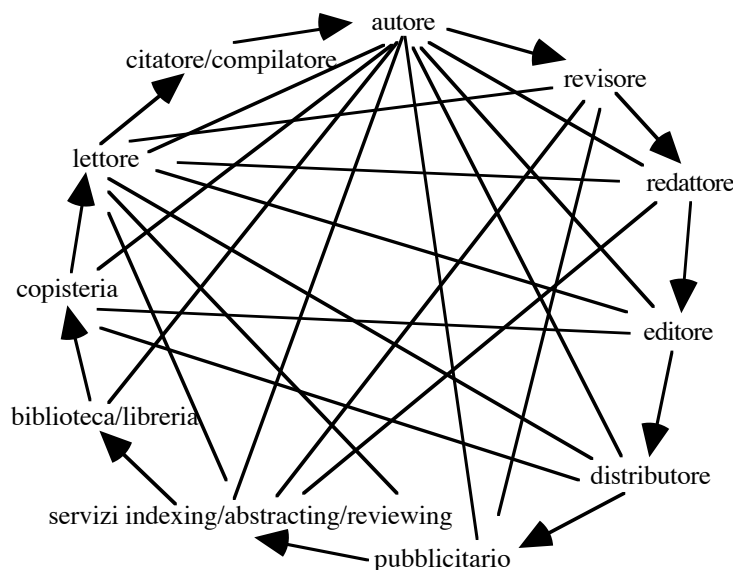 autore
citatore/compilatore
revisore
lettore
redattore
copisteria
editore
biblioteca/libreria
distributore
servizi indexing/abstracting/reviewing
pubblicitario